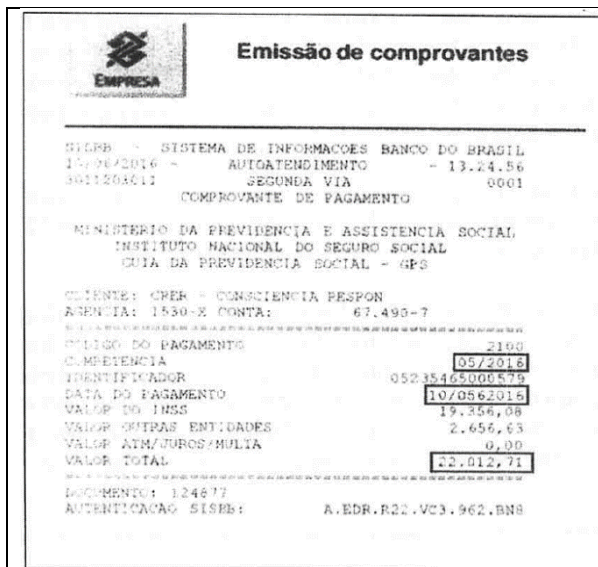 EMPRESA
Emissão de comprovantes
SISBB - SISTEMA DE INFORMACOES BANCO DO BRASIL
10/06/2016 - AUTOATENDIMENTO - 13.24.56
SEGUNDA VIA 0001
COMPROVANTE DE PAGAMENTO
MINISTERIO DA PREVIDENCIA E ASSISTENCIA SOCIAL
INSTITUTO NACIONAL DO SEGURO SOCIAL
GUIA DA PREVIDENCIA SOCIAL - GPS
CLIENTE: CRER - CONSCIENCIA RESPON
AGENCIA: 1530-X CONTA: 67.490-7
CODIGO DO PAGAMENTO 2100
COMPETENCIA 05/2016
IDENTIFICADOR 05235465000579
DATA DO PAGAMENTO 10/0562016
VALOR DO INSS 19.356,08
VALOR OUTRAS ENTIDADES 2.656,63
VALOR ATM/JUROS/MULTA 0,00
VALOR TOTAL 22.012,71
DOCUMENTO: 124877
AUTENTICACAO SISBB: A.EDR.R22.VC3.962.BN8